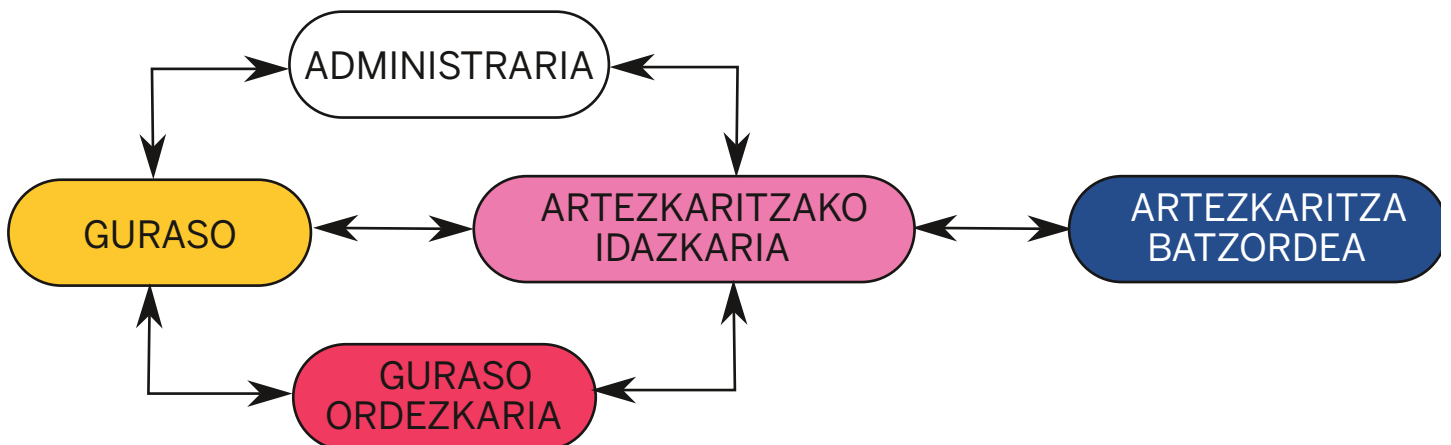 ADMINISTRARIA
GURASO
ARTEZKARITZAKO
IDAZKARIA
ARTEZKARITZA
BATZORDEA
GURASO
ORDEZKARIA